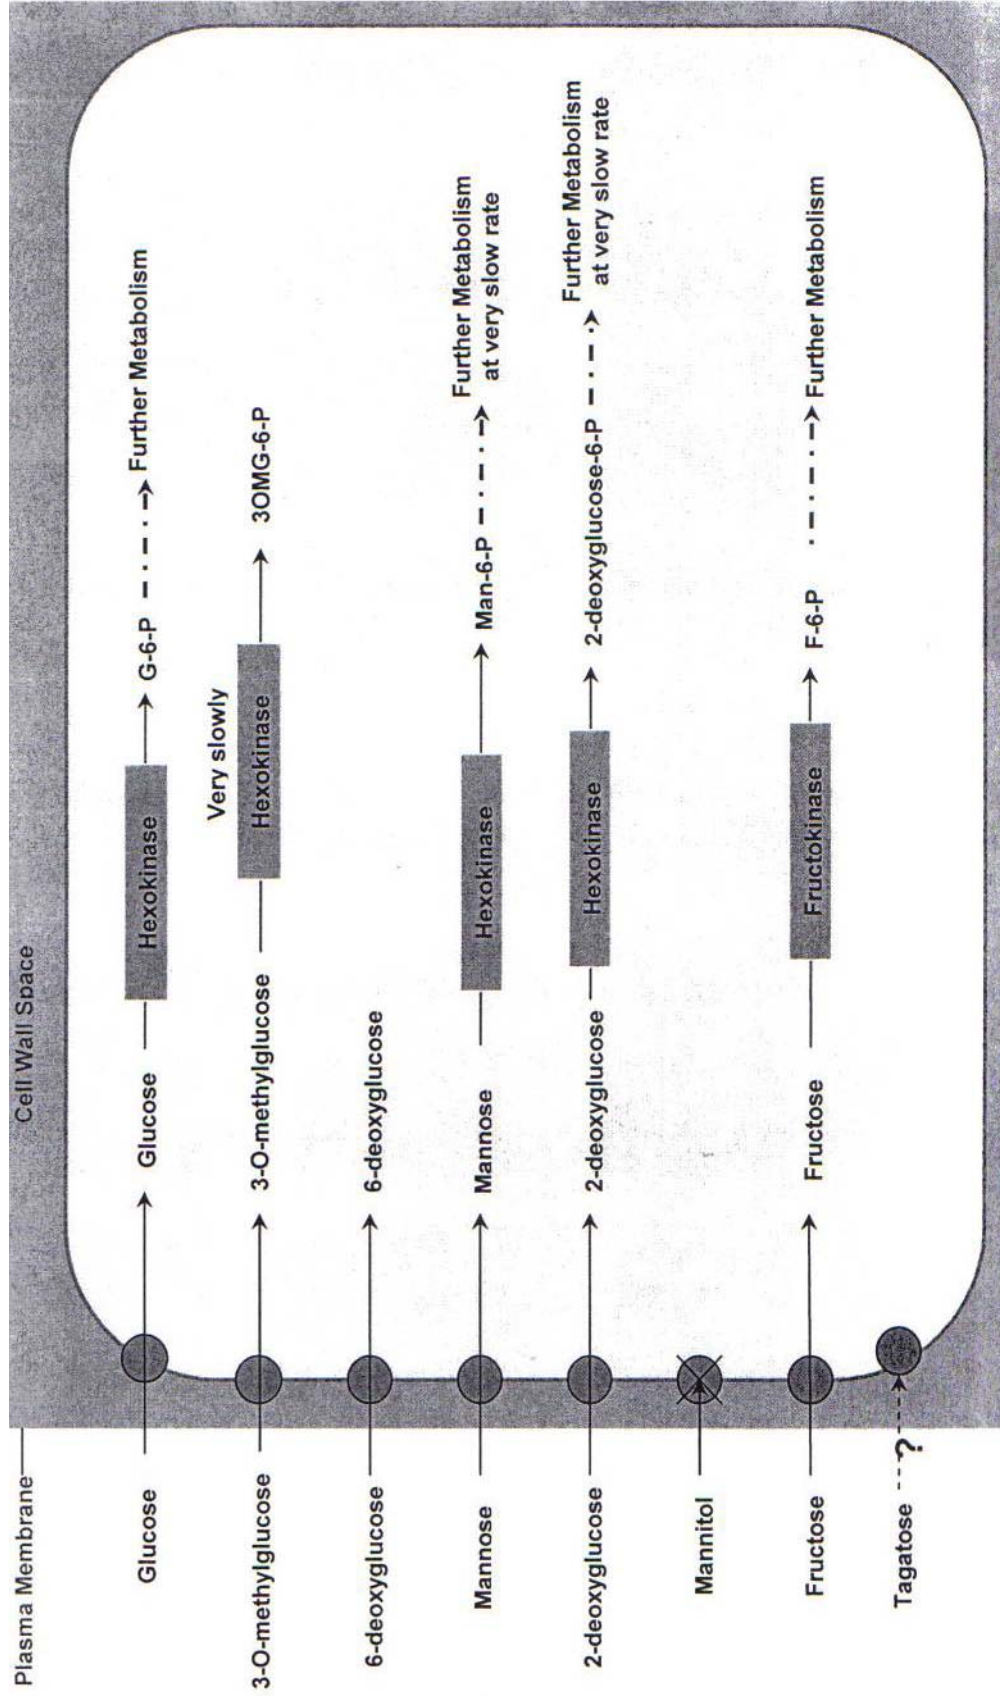 Plasma Membrane
Cell Wall Space
Glucose
Glucose
Hexokinase
G-6-P
Further Metabolism
3-O-methylglucose
3-O-methylglucose
Very slowly
Hexokinase
3OMG-6-P
6-deoxyglucose
6-deoxyglucose
Mannose
Mannose
Hexokinase
Man-6-P
Further Metabolism
at very slow rate
2-deoxyglucose
2-deoxyglucose
Hexokinase
2-deoxyglucose-6-P
Further Metabolism
at very slow rate
Mannitol
Fructose
Fructose
Fructokinase
F-6-P
Further Metabolism
Tagatose
?